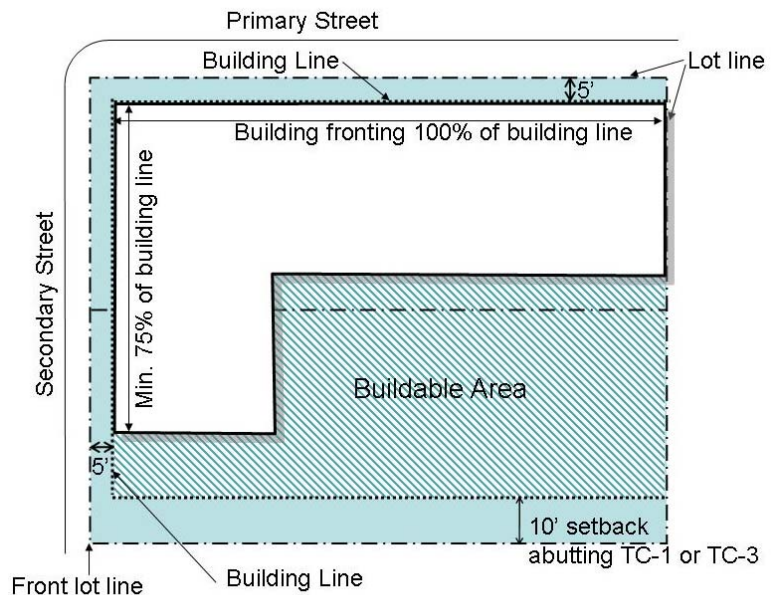 Primary Street
Building Line
Lot line
5’
Building fronting 100% of building line
Min. 75% of building line
Secondary Street
Buildable Area
5’
10’ setback
abutting TC-1 or TC-3
Front lot line
Building Line